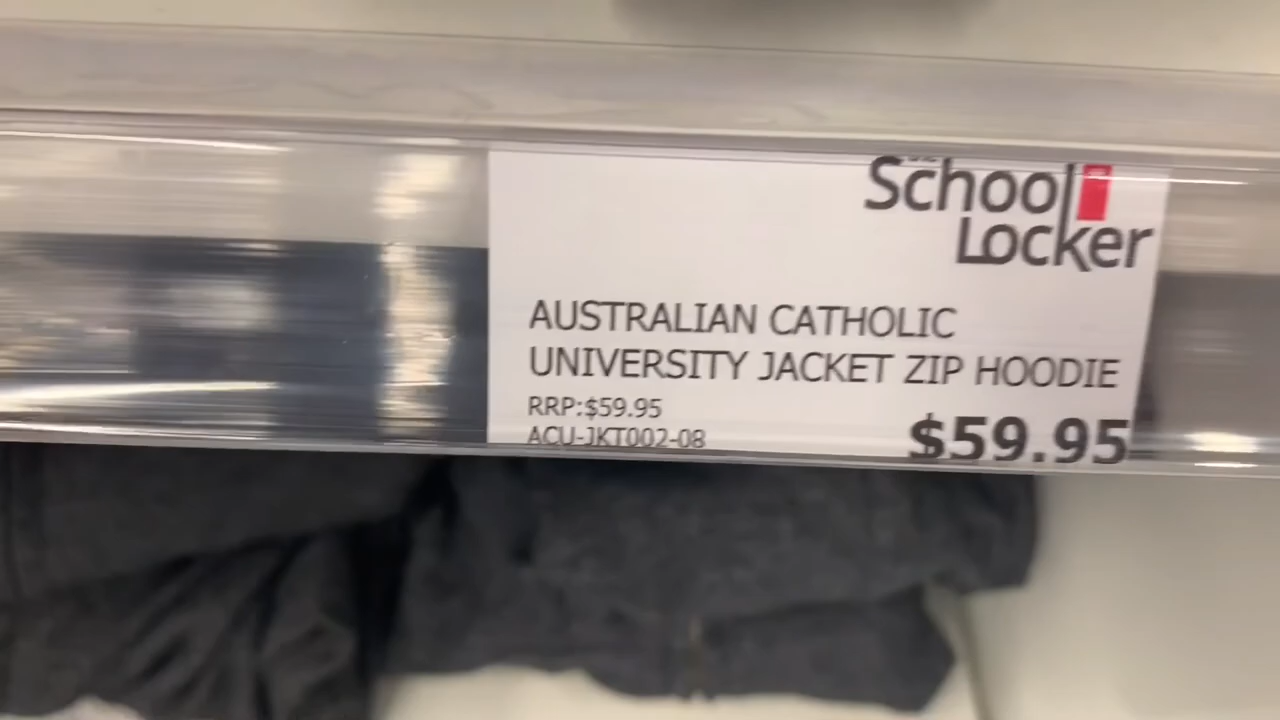 School
Locker
AUSTRALIAN CATHOLIC
UNIVERSITY JACKET ZIP HOODIE
RRP:$59.95
ACU-JKT002-08
$59.95